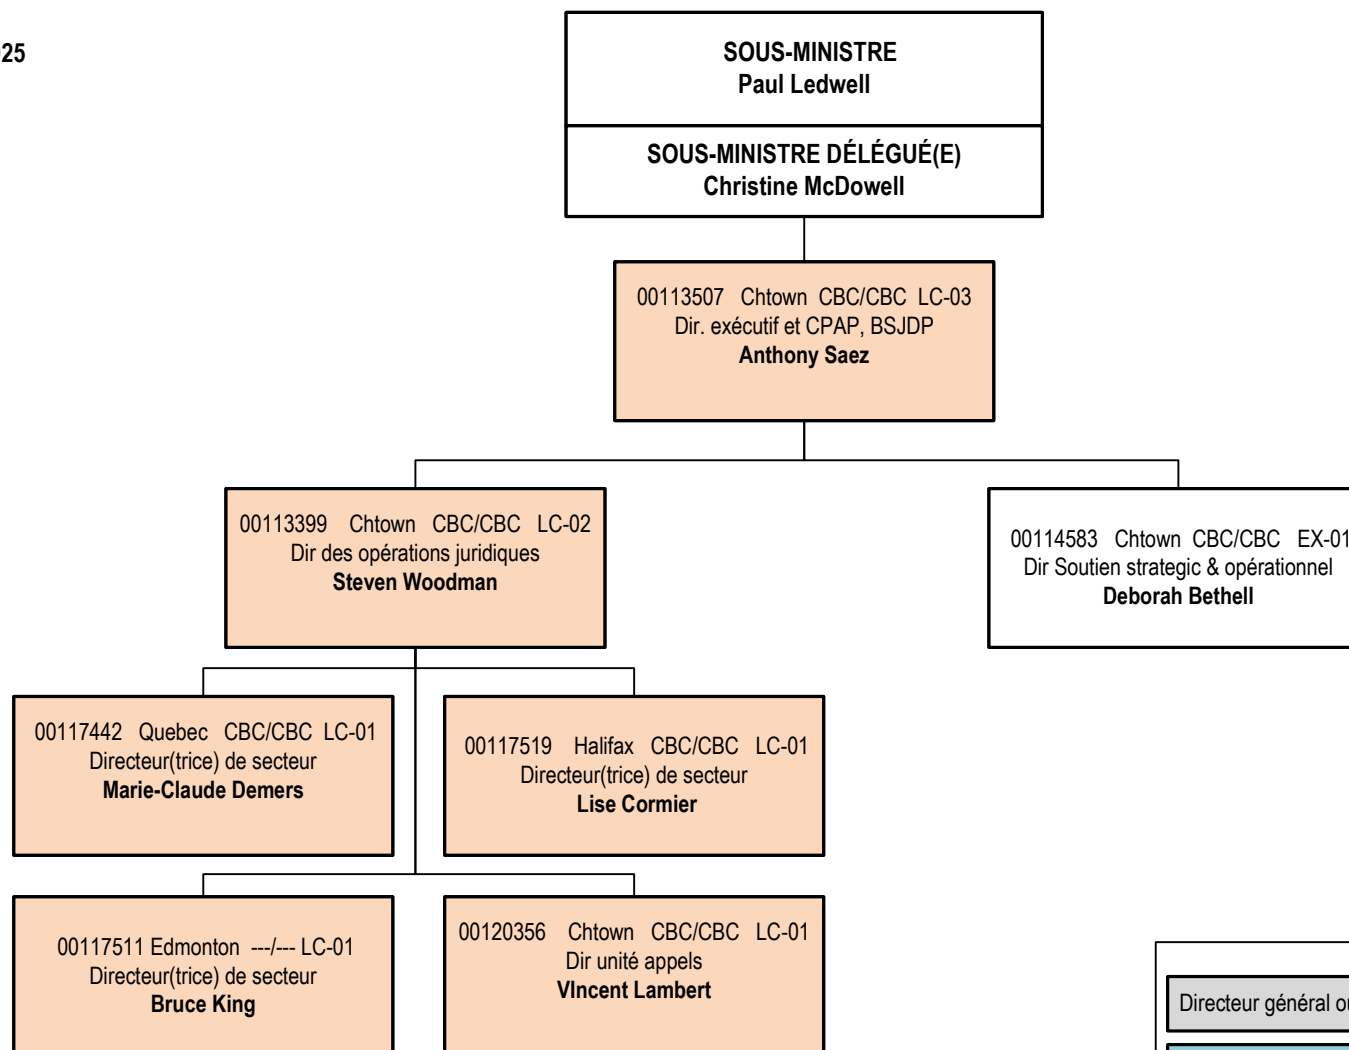 025
SOUS-MINISTRE
Paul Ledwell
SOUS-MINISTRE DÉLÉGUÉ(E)
Christine McDowell
00113507 Chtown CBC/CBC LC-03
Dir. exécutif et CPAP, BSJDP
Anthony Saez
00113399 Chtown CBC/CBC LC-02
Dir des opérations juridiques
Steven Woodman
00114583 Chtown CBC/CBC EX-01
Dir Soutien strategic & opérationnel
Deborah Bethell
00117442 Quebec CBC/CBC LC-01
Directeur(trice) de secteur
Marie-Claude Demers
00117519 Halifax CBC/CBC LC-01
Directeur(trice) de secteur
Lise Cormier
00117511 Edmonton ---/--- LC-01
Directeur(trice) de secteur
Bruce King
00120356 Chtown CBC/CBC LC-01
Dir unité appels
VIncent Lambert
Directeur général ou